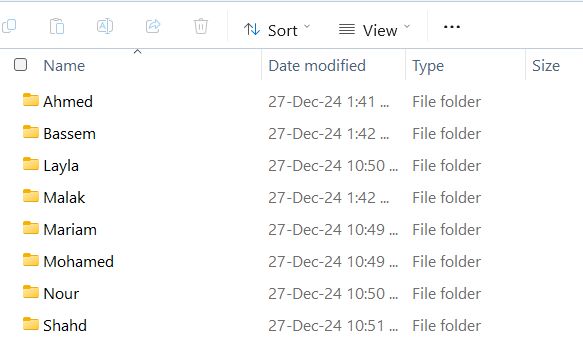 Sort View ...
Name Date modified Type Size
Ahmed 27-Dec-24 1:41 ... File folder
Bassem 27-Dec-24 1:42 ... File folder
Layla 27-Dec-24 10:50 ... File folder
Malak 27-Dec-24 1:42 ... File folder
Mariam 27-Dec-24 10:49 ... File folder
Mohamed 27-Dec-24 10:49 ... File folder
Nour 27-Dec-24 10:50 ... File folder
Shahd 27-Dec-24 10:51 ... File folder